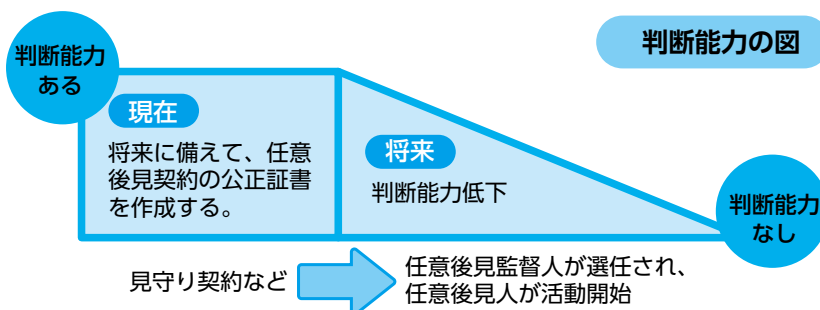 判断能力の図
判断能力
ある
現在
将来に備えて、任意
後見契約の公正証書
を作成する。
将来
判断能力低下
判断能力
なし
見守り契約など
任意後見監督人が選任され、
任意後見人が活動開始